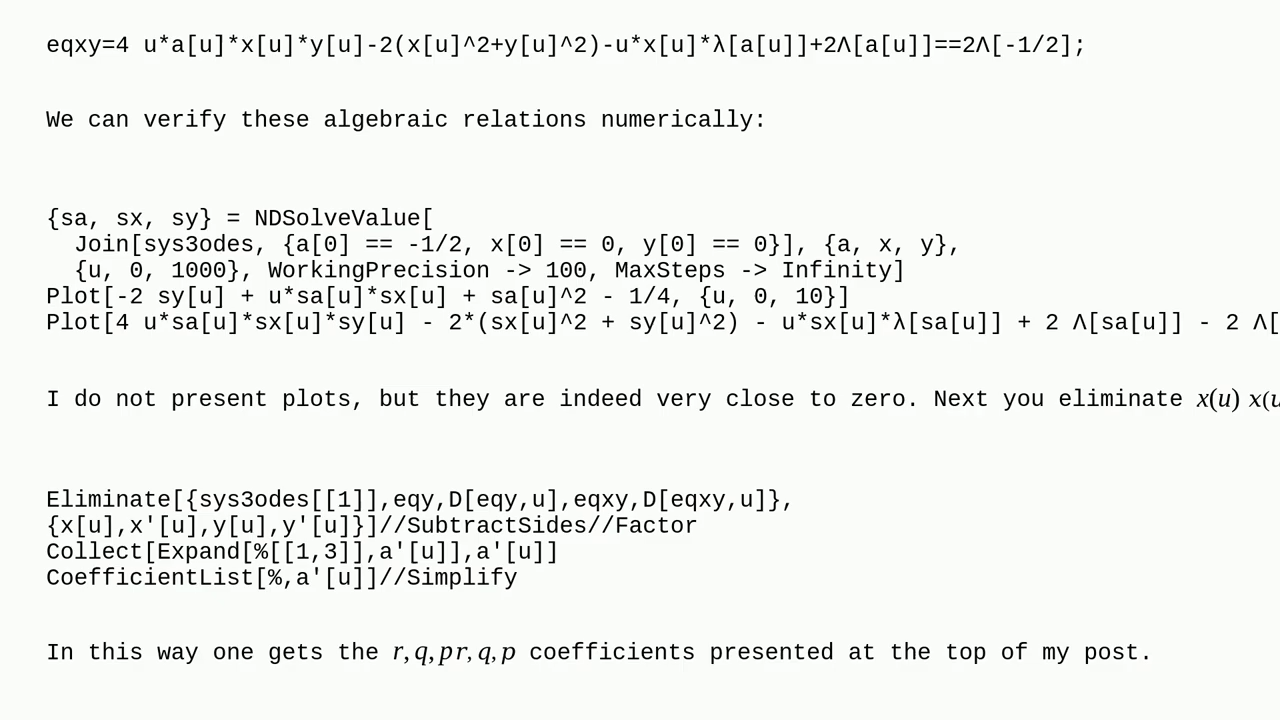 eqxy=4 u*a[u]*x[u]*y[u]-2(x[u]^2+y[u]^2)-u*x[u]*λ[a[u]]+2Λ[a[u]]==2Λ[-1/2];
We can verify these algebraic relations numerically:
{sa, sx, sy} = NDSolveValue[
Join[sys3odes, {a[0] == -1/2, x[0] == 0, y[0] == 0}], {a, x, y},
{u, 0, 1000}, WorkingPrecision -> 100, MaxSteps -> Infinity]
Plot[-2 sy[u] + u*sa[u]*sx[u] + sa[u]^2 - 1/4, {u, 0, 10}]
Plot[4 u*sa[u]*sx[u]*sy[u] - 2*(sx[u]^2 + sy[u]^2) - u*sx[u]*λ[sa[u]] + 2 Λ[sa[u]] - 2 Λ[
I do not present plots, but they are indeed very close to zero. Next you eliminate x(u) x(u
Eliminate[{sys3odes[[1]],eqy,D[eqy,u],eqxy,D[eqxy,u]},
{x[u],x'[u],y[u],y'[u]}]//SubtractSides//Factor
Collect[Expand[%[[1,3]],a'[u]],a'[u]]
CoefficientList[%,a'[u]]//Simplify
In this way one gets the r,q,pr,q,p coefficients presented at the top of my post.